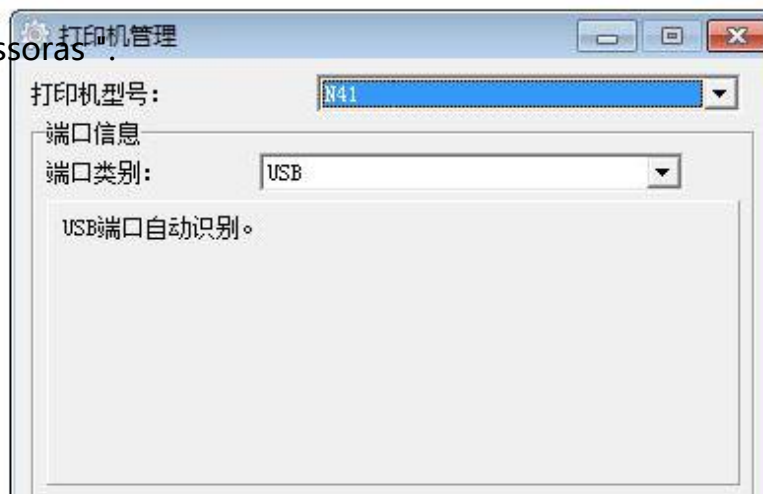 打印机管理
ssoras".
打印机型号:
N41
端口信息
端口类别:
USB
USB端口自动识别。